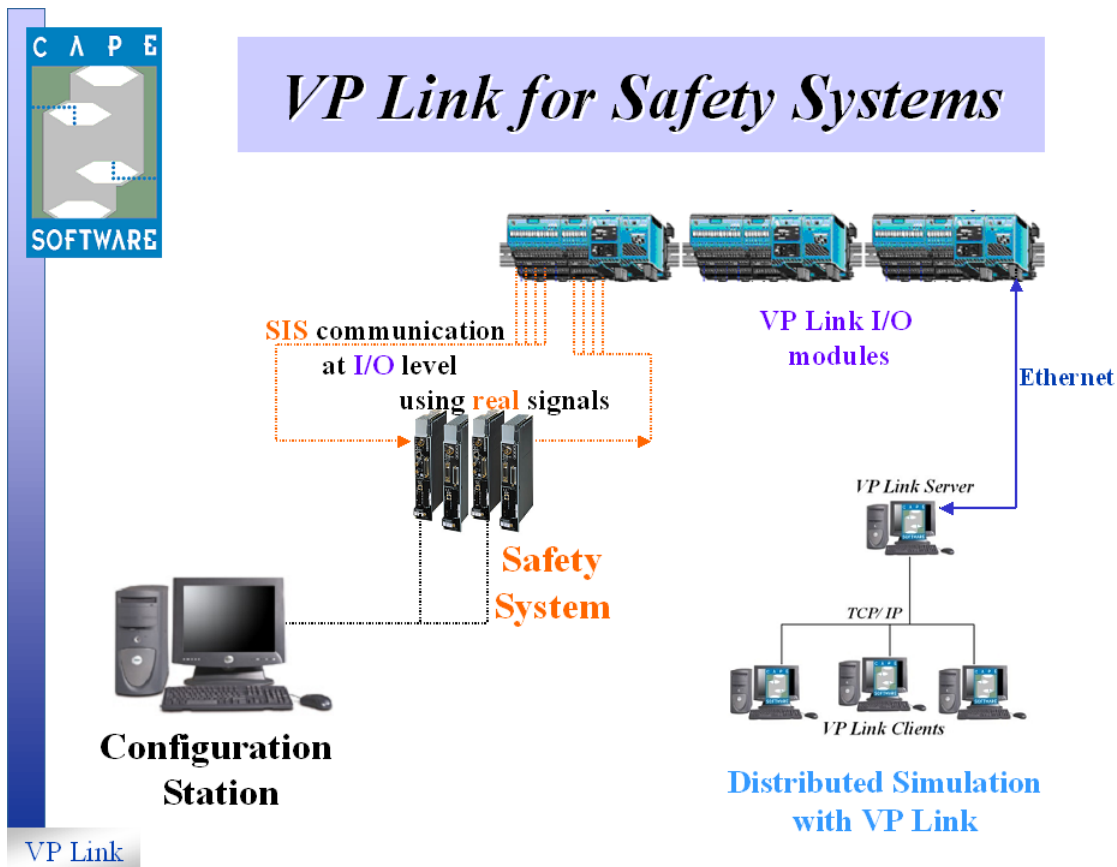 CAPE
SOFTWARE
VP Link for Safety Systems
SIS communication
at I/O level
using real signals
VP Link I/O
modules
Ethernet
VP Link Server
Safety
System
TCP/ IP
Configuration
Station
VP Link Clients
Distributed Simulation
with VP Link
VP Link